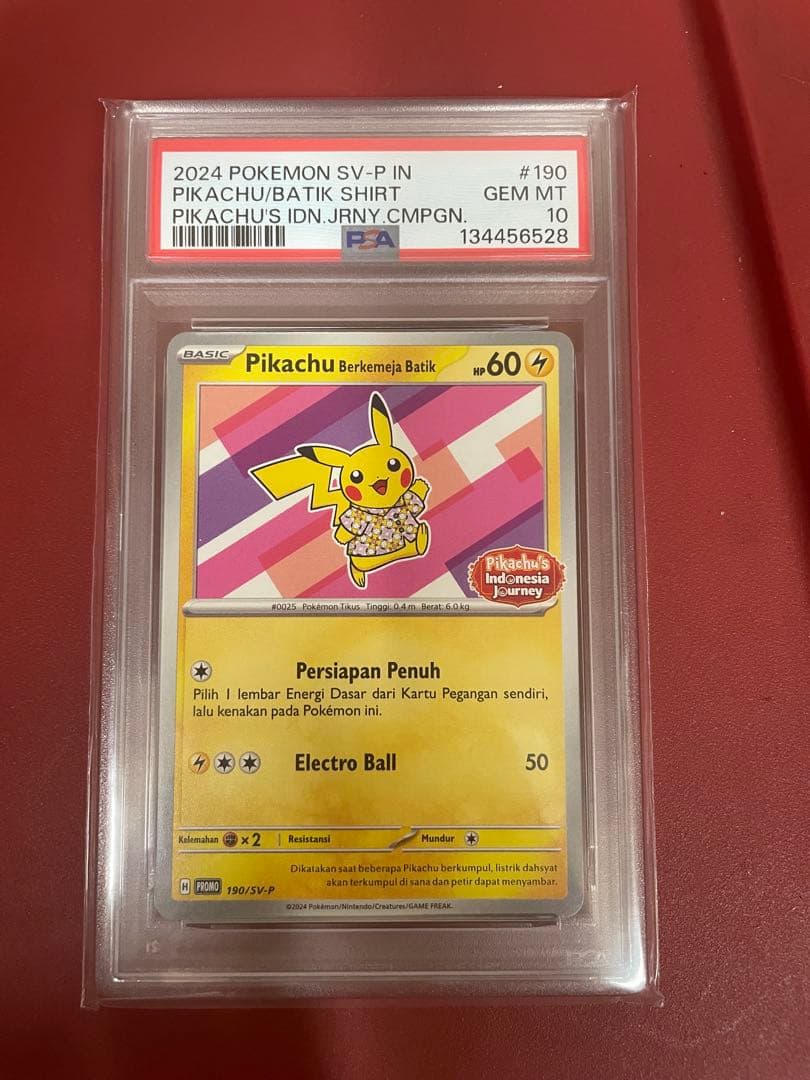 2024 POKEMON SV-P IN #190
PIKACHU/BATIK SHIRT GEM MT
PIKACHU'S IDN.JRNY.CMPGN. 10
PSA 134456528
BASIC Pikachu Berkemeja Batik HP 60
Pikachu's
Indonesia
Journey
#0025 Pokémon Tikus Tinggi: 0.4 m Berat: 6.0 kg
Persiapan Penuh
Pilih 1 lembar Energi Dasar dari Kartu Pegangan sendiri,
lalu kenakan pada Pokémon ini.
Electro Ball 50
Kelemahan ×2 Resistansi Mundur
Dikatakan saat beberapa Pikachu berkumpul, listrik dahsyat
akan terkumpul di sana dan petir dapat menyambar.
H PROMO 190/SV-P
©2024 Pokémon/Nintendo/Creatures/GAME FREAK.
PSA